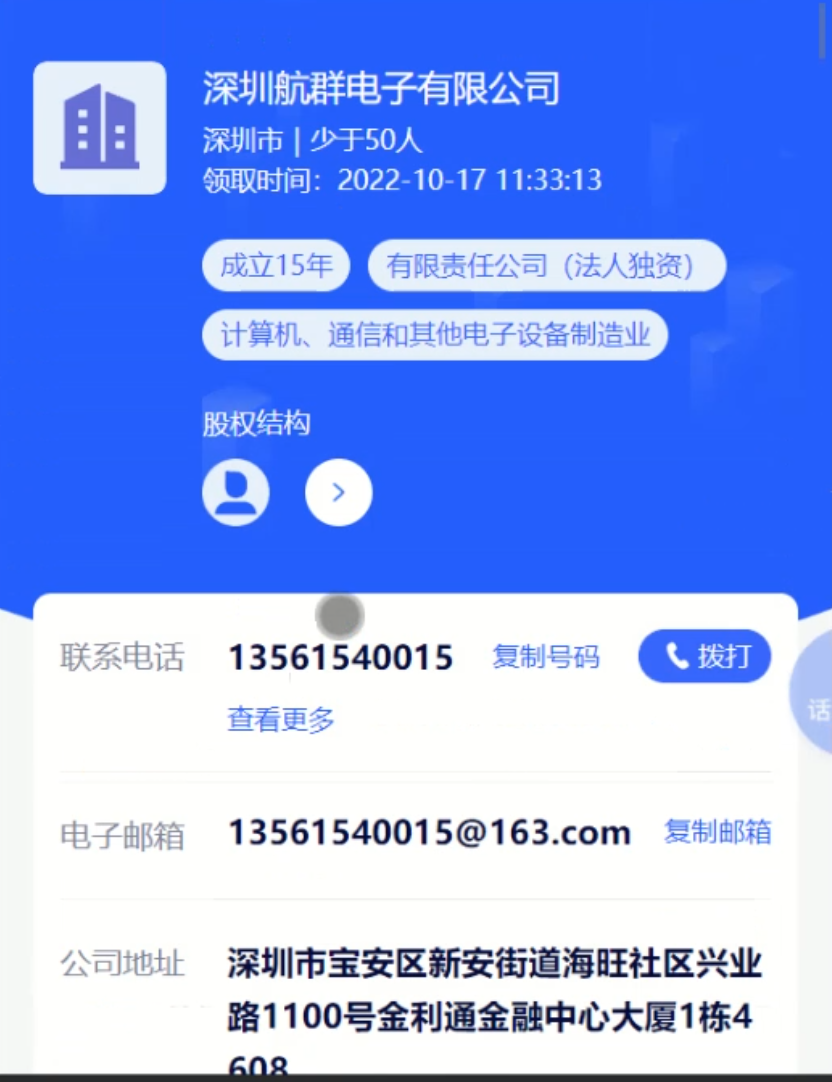 深圳航群电子有限公司
深圳市 | 少于50人
领取时间：2022-10-17 11:33:13
成立15年 有限责任公司（法人独资）
计算机、通信和其他电子设备制造业
股权结构
联系电话 13561540015 复制号码 拨打
话
查看更多
电子邮箱 13561540015@163.com 复制邮箱
公司地址 深圳市宝安区新安街道海旺社区兴业
路1100号金利通金融中心大厦1栋4
608